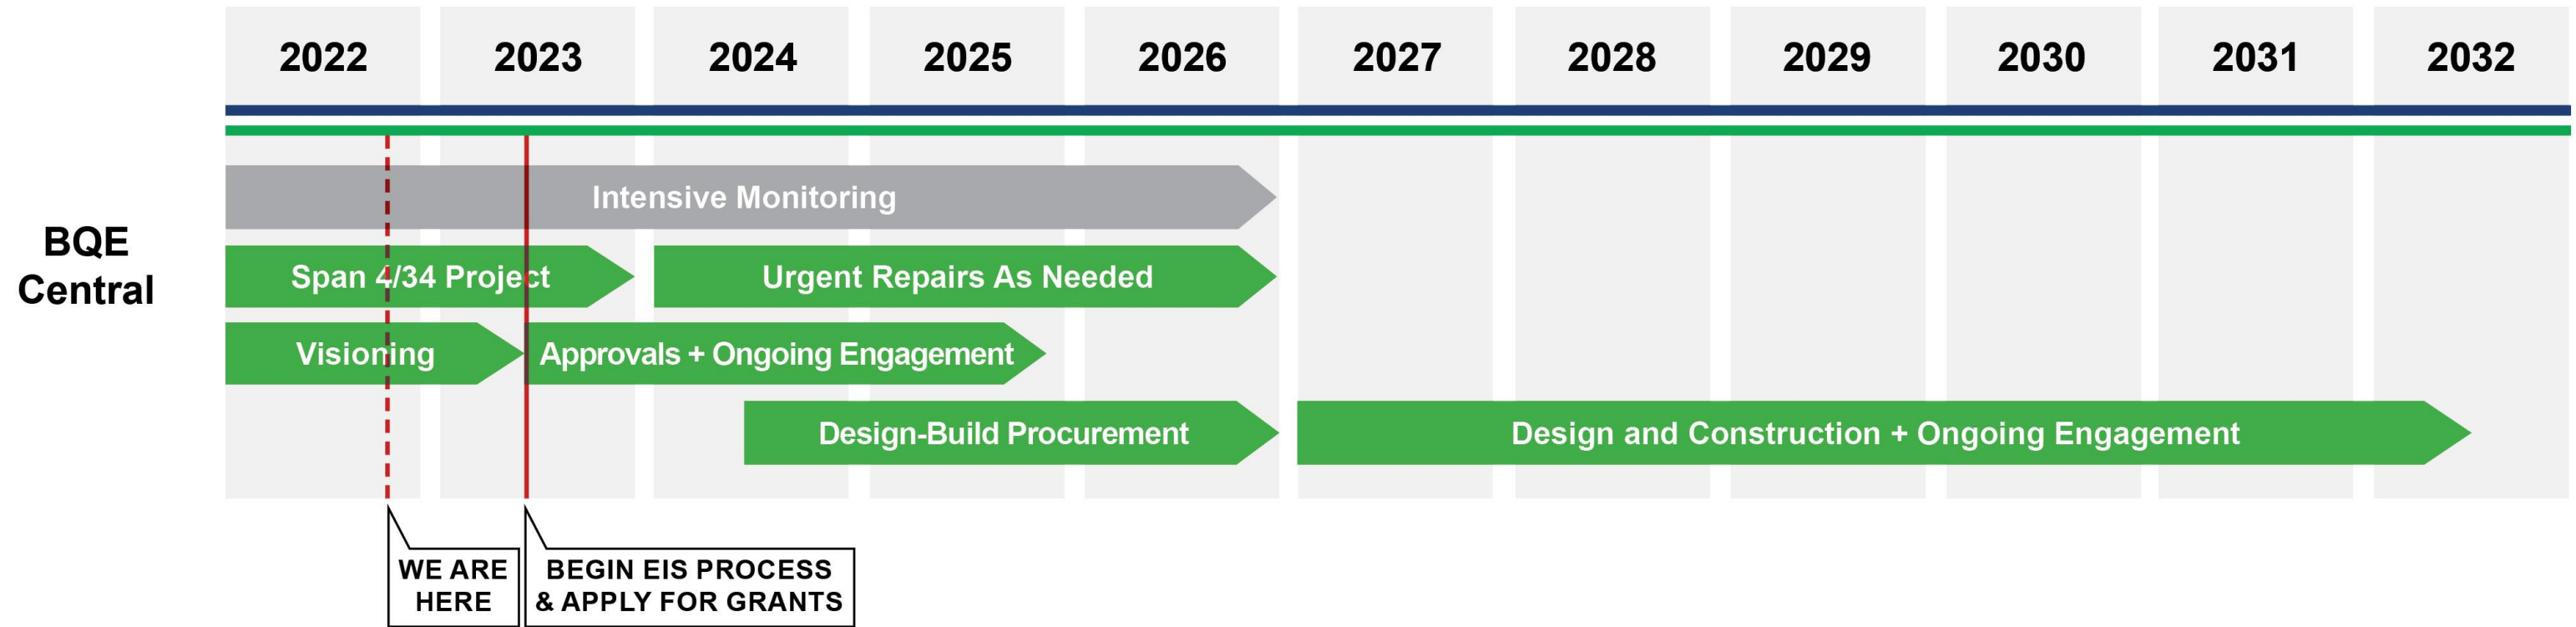 2022 2023 2024 2025 2026 2027 2028 2029 2030 2031 2032
BQE
Central
Intensive Monitoring
Span 4/34 Project
Urgent Repairs As Needed
Visioning
Approvals + Ongoing Engagement
Design-Build Procurement
Design and Construction + Ongoing Engagement
WE ARE
HERE
BEGIN EIS PROCESS
& APPLY FOR GRANTS